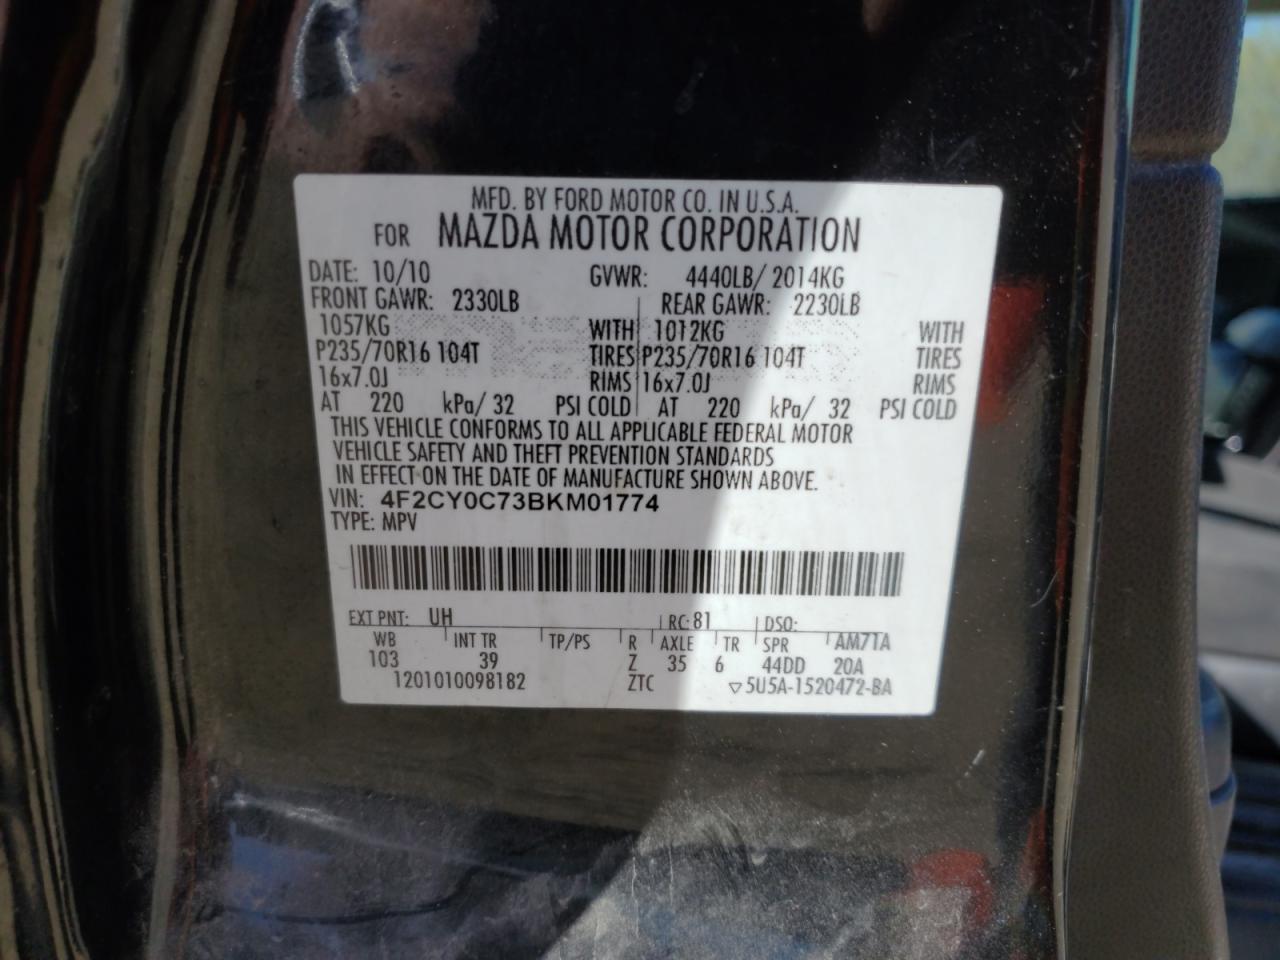 MFD. BY FORD MOTOR CO. IN U.S.A.
FOR MAZDA MOTOR CORPORATION
DATE: 10/10 GVWR: 4440LB/ 2014KG
FRONT GAWR: 2330LB REAR GAWR: 2230LB
1057KG WITH 1012KG WITH
P235/70R16 104T TIRES P235/70R16 104T TIRES
16x7.0J RIMS 16x7.0J RIMS
AT 220 kPa/ 32 PSI COLD AT 220 kPa/ 32 PSI COLD
THIS VEHICLE CONFORMS TO ALL APPLICABLE FEDERAL MOTOR
VEHICLE SAFETY AND THEFT PREVENTION STANDARDS
IN EFFECT ON THE DATE OF MANUFACTURE SHOWN ABOVE.
VIN: 4F2CY0C73BKM01774
TYPE: MPV
EXT PNT: UH RC: 81 DSO:
WB INT TR TP/PS R AXLE TR SPR AM71A
103 39 Z 35 6 44DD 20A
1201010098182 ZTC ▽5U5A-1520472-BA